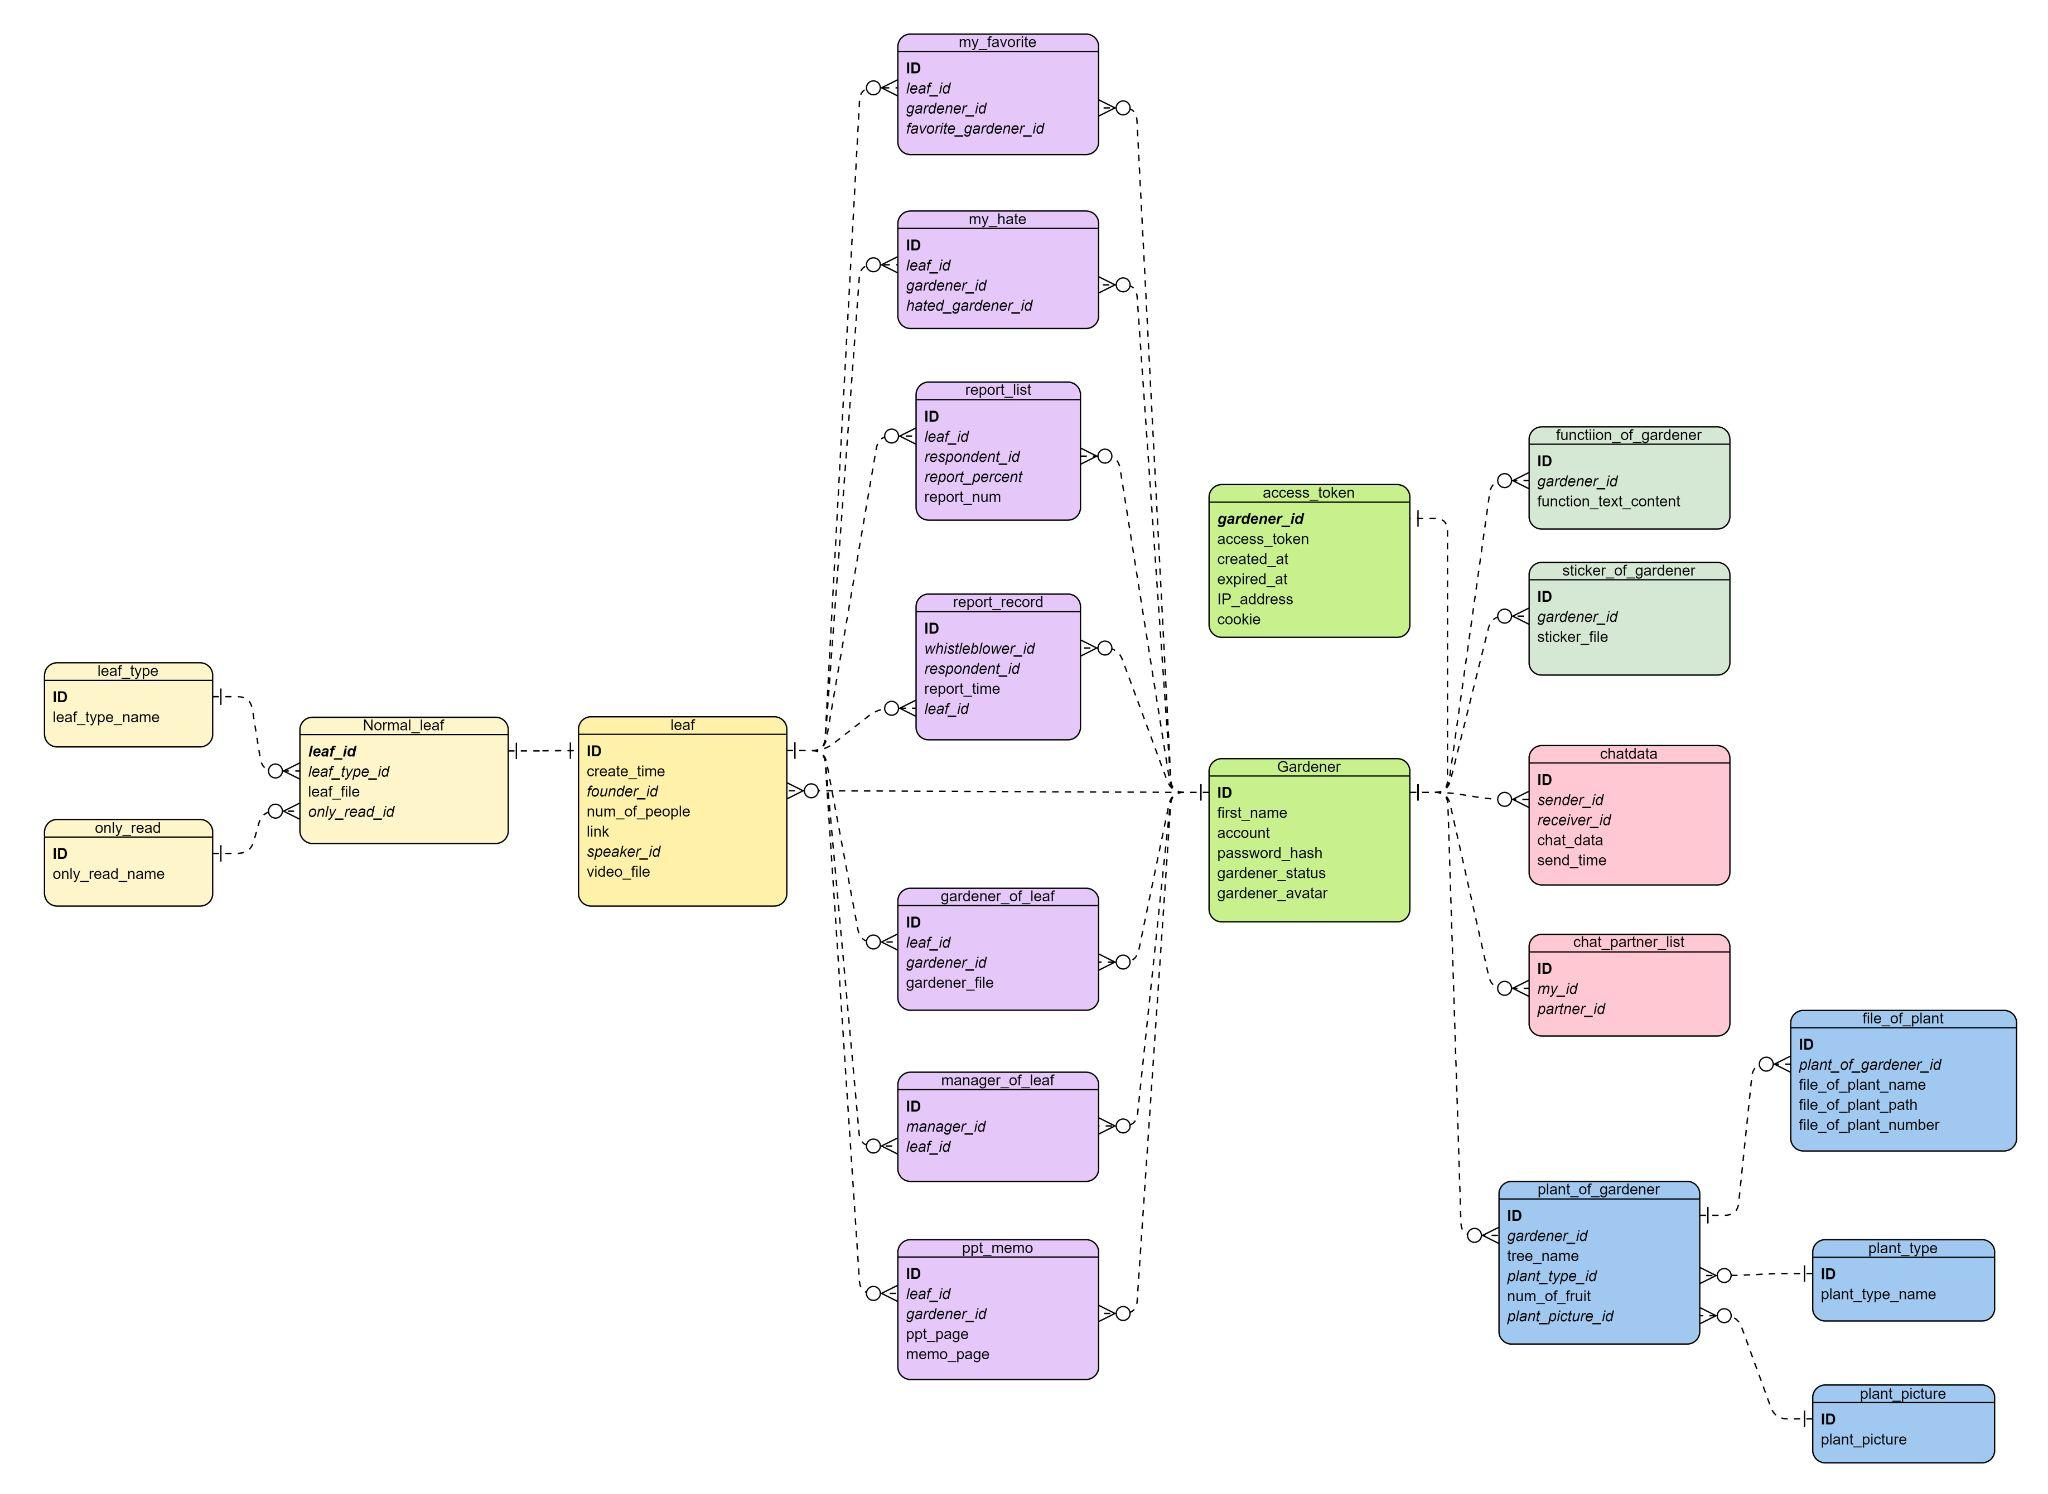 my_favorite
ID
leaf_id
gardener_id
favorite_gardener_id
my_hate
ID
leaf_id
gardener_id
hated_gardener_id
report_list
ID
leaf_id
respondent_id
report_percent
report_num
report_record
ID
whistleblower_id
respondent_id
report_time
leaf_id
leaf_type
ID
leaf_type_name
only_read
ID
only_read_name
Normal_leaf
leaf_id
leaf_type_id
leaf_file
only_read_id
leaf
ID
create_time
founder_id
num_of_people
link
speaker_id
video_file
gardener_of_leaf
ID
leaf_id
gardener_id
gardener_file
manager_of_leaf
ID
manager_id
leaf_id
ppt_memo
ID
leaf_id
gardener_id
ppt_page
memo_page
access_token
gardener_id
access_token
created_at
expired_at
IP_address
cookie
Gardener
ID
first_name
account
password_hash
gardener_status
gardener_avatar
functiion_of_gardener
ID
gardener_id
function_text_content
sticker_of_gardener
ID
gardener_id
sticker_file
chatdata
ID
sender_id
receiver_id
chat_data
send_time
chat_partner_list
ID
my_id
partner_id
file_of_plant
ID
plant_of_gardener_id
file_of_plant_name
file_of_plant_path
file_of_plant_number
plant_of_gardener
ID
gardener_id
tree_name
plant_type_id
num_of_fruit
plant_picture_id
plant_type
ID
plant_type_name
plant_picture
ID
plant_picture